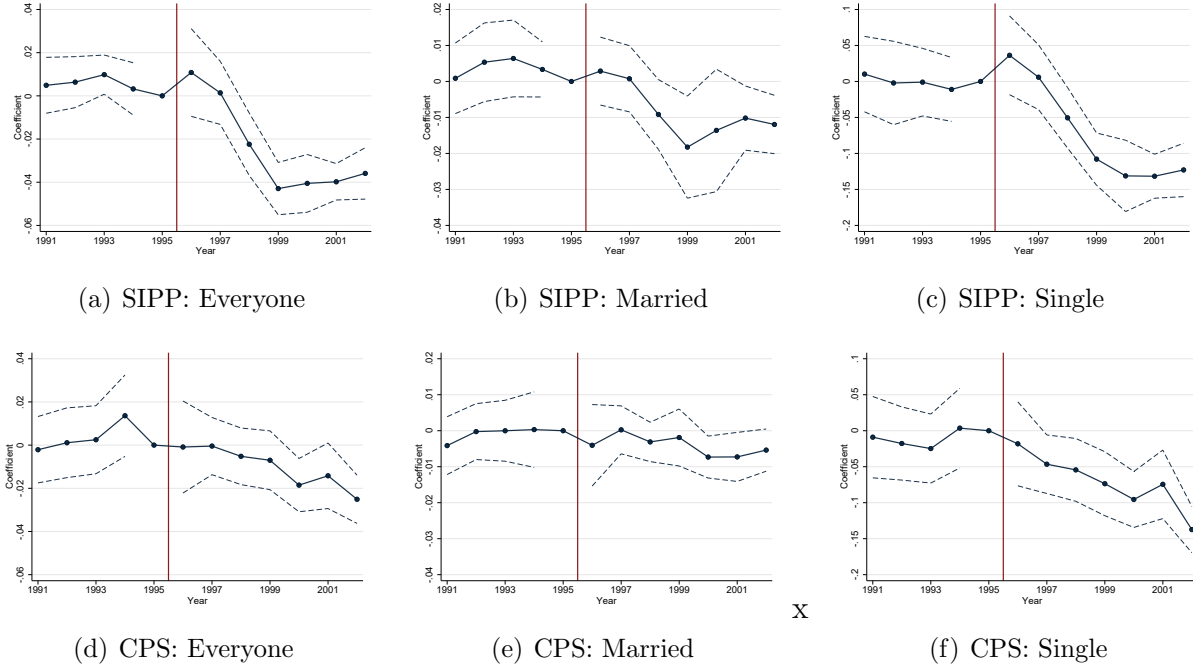 .04
.02
0
-.02
-.04
-.06
Coefficient
1991 1993 1995 1997 1999 2001
Year
(a) SIPP: Everyone
.02
.01
0
-.01
-.02
-.03
-.04
Coefficient
1991 1993 1995 1997 1999 2001
Year
(b) SIPP: Married
.1
.05
0
-.05
-.1
-.15
-.2
Coefficient
1991 1993 1995 1997 1999 2001
Year
(c) SIPP: Single
.04
.02
0
-.02
-.04
-.06
Coefficient
1991 1993 1995 1997 1999 2001
Year
(d) CPS: Everyone
.02
.01
0
-.01
-.02
-.03
-.04
Coefficient
1991 1993 1995 1997 1999 2001
Year
(e) CPS: Married
x
.1
.05
0
-.05
-.1
-.15
-.2
Coefficient
1991 1993 1995 1997 1999 2001
Year
(f) CPS: Single